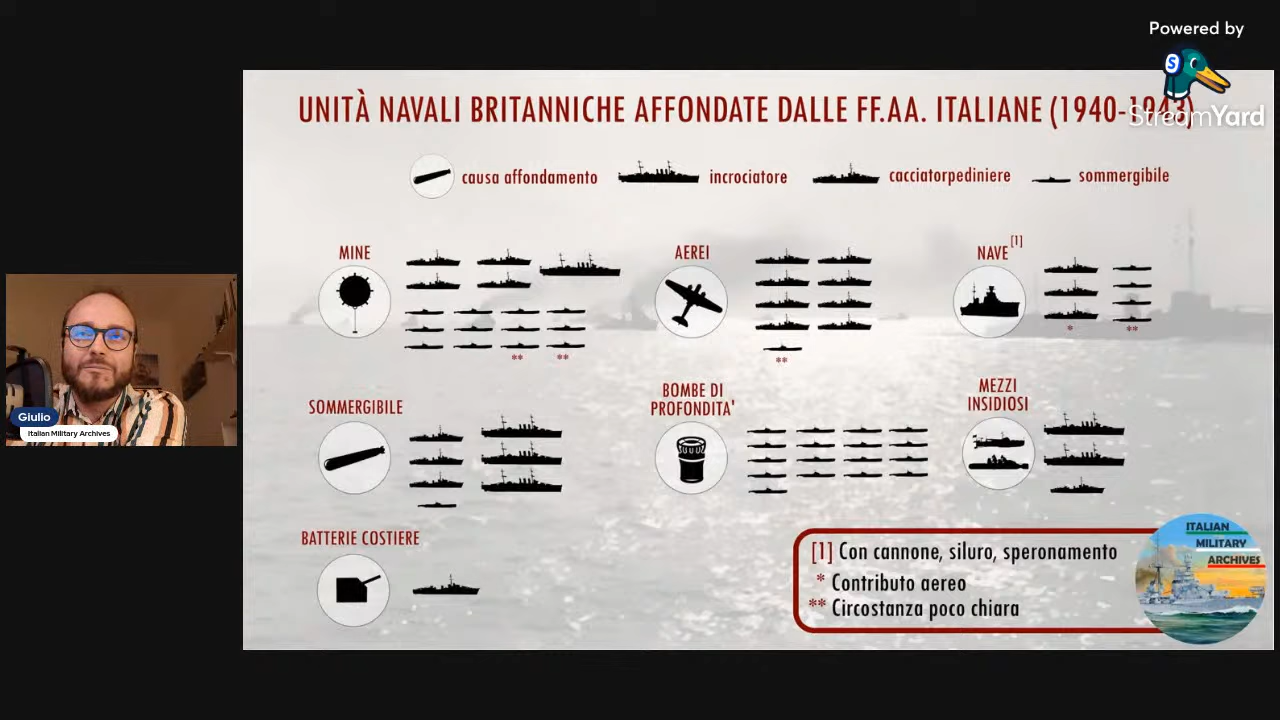 Powered by
StreamYard
UNITÀ NAVALI BRITANNICHE AFFONDATE DALLE FF.AA. ITALIANE (1940-1943)
causa affondamento
incrociatore
cacciatorpediniere
sommergibile
MINE
** **
AEREI
**
NAVE [1]
* **
SOMMERGIBILE
BOMBE DI
PROFONDITA'
MEZZI
INSIDIOSI
BATTERIE COSTIERE
[1] Con cannone, siluro, speronamento
* Contributo aereo
** Circostanza poco chiara
ITALIAN
MILITARY
ARCHIVES
Giulio
Italian Military Archives